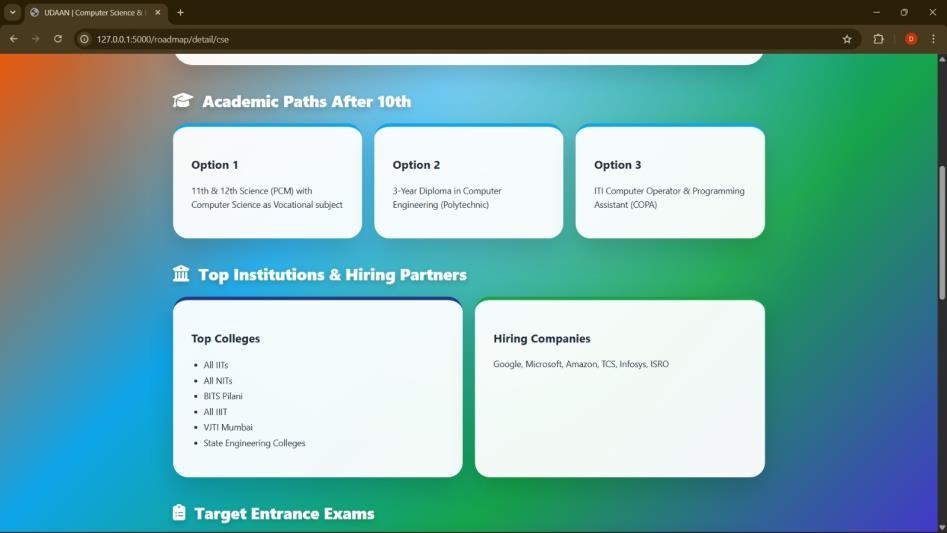 UDAAN | Computer Science &
127.0.0.1:5000/roadmap/detail/cse
D
Academic Paths After 10th
Option 1
11th & 12th Science (PCM) with
Computer Science as Vocational subject
Option 2
3-Year Diploma in Computer
Engineering (Polytechnic)
Option 3
ITI Computer Operator & Programming
Assistant (COPA)
Top Institutions & Hiring Partners
Top Colleges
• All IITs
• All NITs
• BITS Pilani
• All IIIT
• VJTI Mumbai
• State Engineering Colleges
Hiring Companies
Google, Microsoft, Amazon, TCS, Infosys, ISRO
Target Entrance Exams